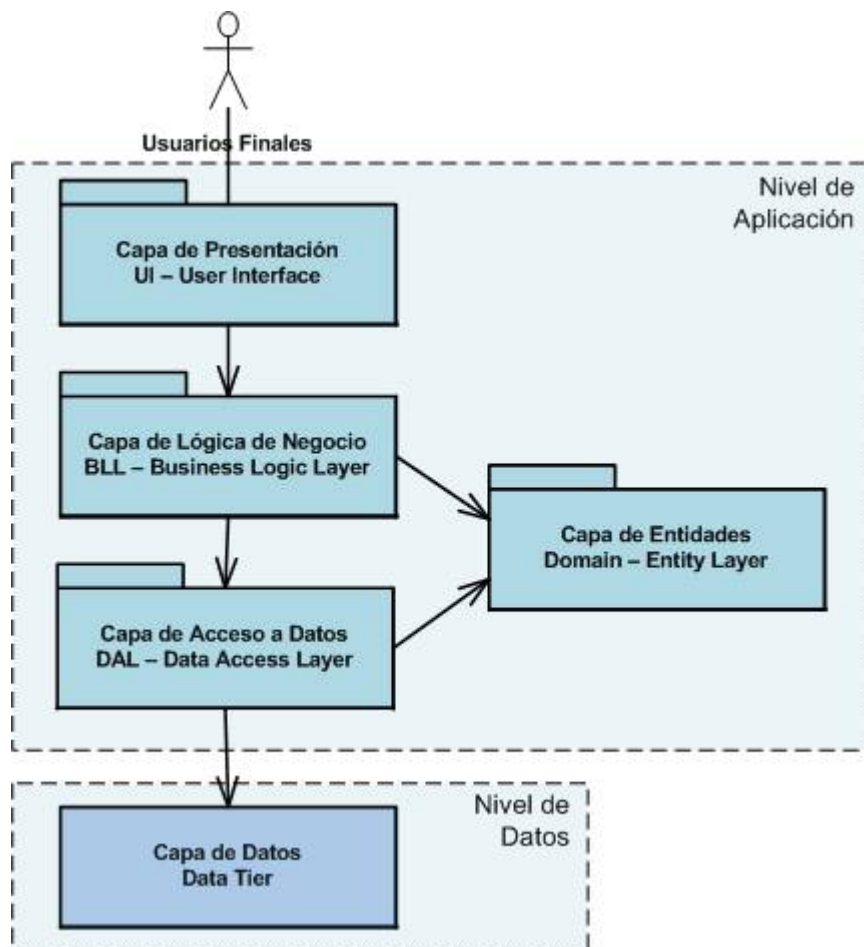 Usuarios Finales
Nivel de
Aplicación
Capa de Presentación
UI – User Interface
Capa de Lógica de Negocio
BLL – Business Logic Layer
Capa de Entidades
Domain – Entity Layer
Capa de Acceso a Datos
DAL – Data Access Layer
Nivel de
Datos
Capa de Datos
Data Tier